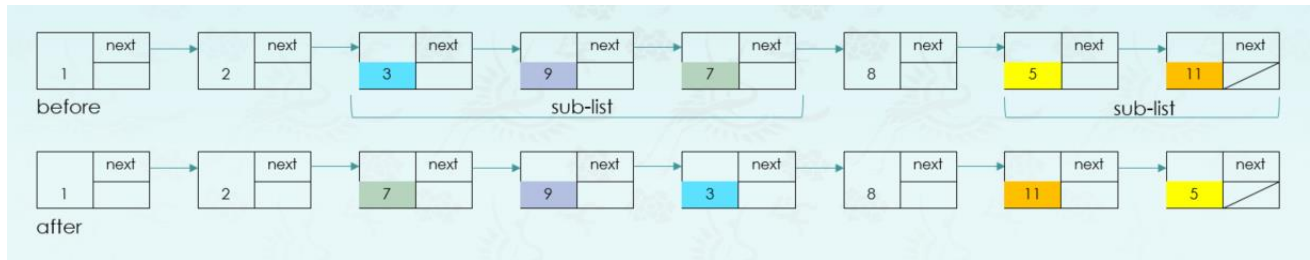 next next next next next next next next
1 2 3 9 7 8 5 11
before sub-list sub-list
next next next next next next next next
1 2 7 9 3 8 11 5
after